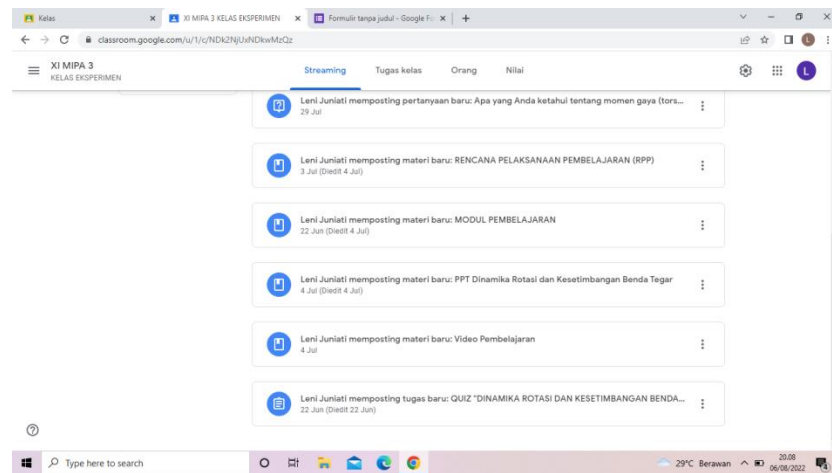 Kelas
XI MIPA 3 KELAS EKSPERIMEN
Formulir tanpa judul - Google Fo
classroom.google.com/u/1/c/NDk2NjUxNDkwMzQz
L
XI MIPA 3
KELAS EKSPERIMEN
Streaming Tugas kelas Orang Nilai
L
Leni Juniati memposting pertanyaan baru: Apa yang Anda ketahui tentang momen gaya (tors...
29 Jul
Leni Juniati memposting materi baru: RENCANA PELAKSANAAN PEMBELAJARAN (RPP)
3 Jul (Diedit 4 Jul)
Leni Juniati memposting materi baru: MODUL PEMBELAJARAN
22 Jun (Diedit 4 Jul)
Leni Juniati memposting materi baru: PPT Dinamika Rotasi dan Kesetimbangan Benda Tegar
4 Jul (Diedit 4 Jul)
Leni Juniati memposting materi baru: Video Pembelajaran
4 Jul
Leni Juniati memposting tugas baru: QUIZ "DINAMIKA ROTASI DAN KESETIMBANGAN BENDA...
22 Jun (Diedit 22 Jun)
Type here to search
29°C Berawan
20.08
06/08/2022